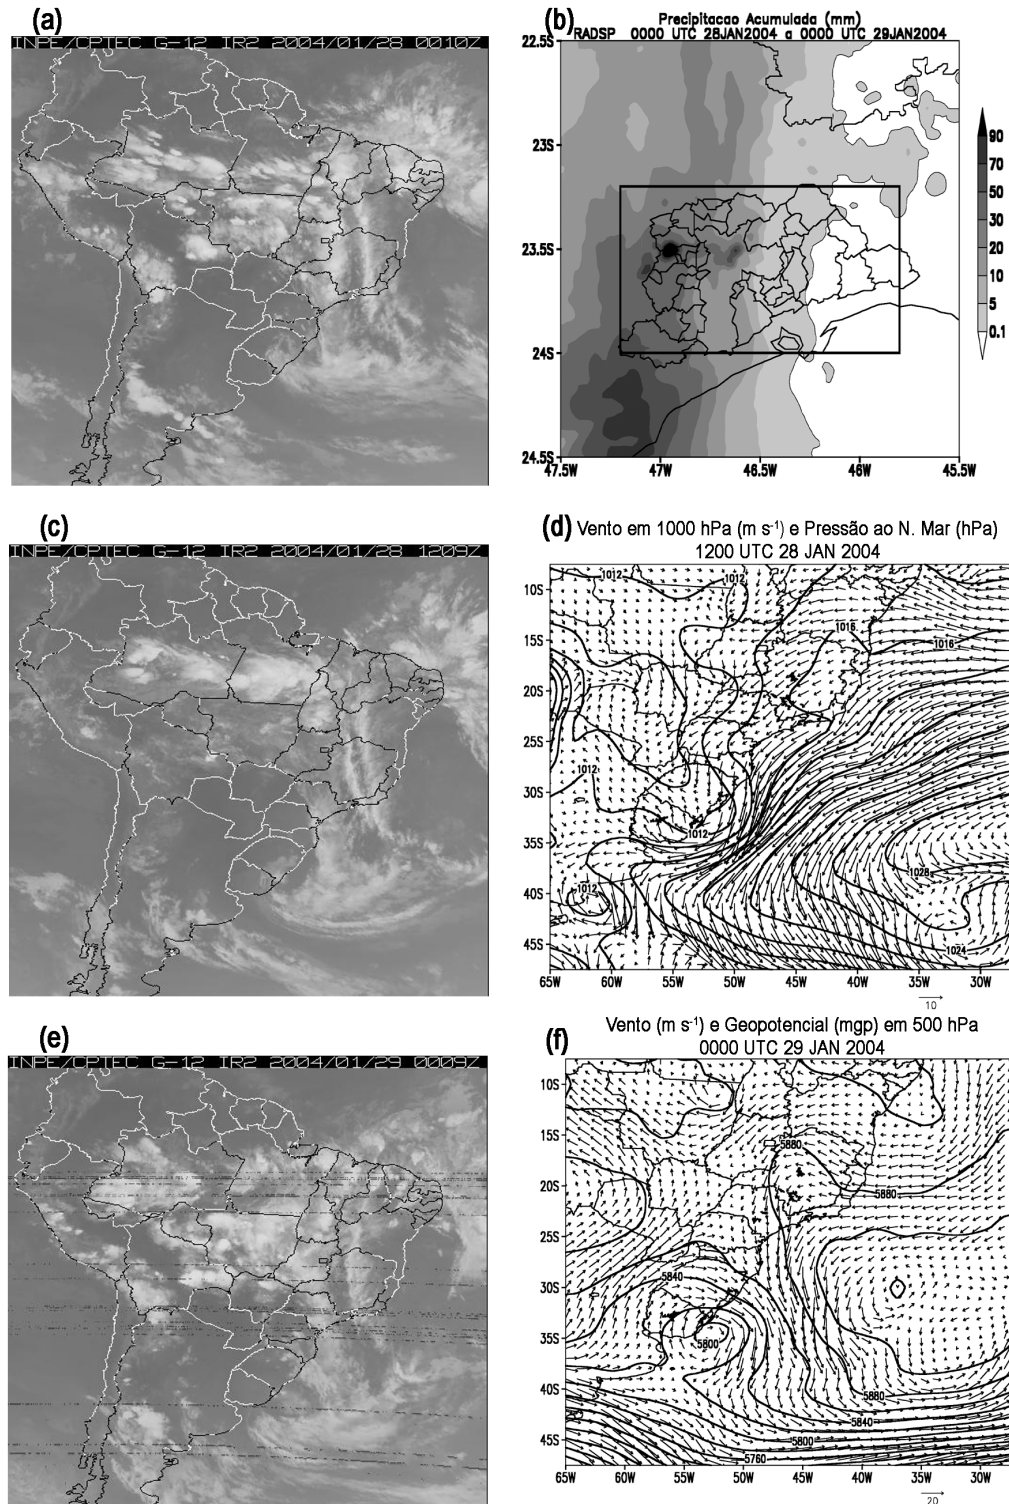 (a)
INPE/CPTEC G-12 IR2 2004/01/28 0010Z
(b)
Precipitacao Acumulada (mm)
RADSP 0000 UTC 28JAN2004 a 0000 UTC 29JAN2004
22.5S
23S
23.5S
24S
24.5S
47.5W 47W 46.5W 46W 45.5W
90
70
50
30
20
10
5
0.1
(c)
INPE/CPTEC G-12 IR2 2004/01/28 1209Z
(d)
Vento em 1000 hPa (m s⁻¹) e Pressão ao N. Mar (hPa)
1200 UTC 28 JAN 2004
10S
15S
20S
25S
30S
35S
40S
45S
65W 60W 55W 50W 45W 40W 35W 30W
1012
1012
1016
1016
1012
1012
1012
1028
1024
10
(e)
INPE/CPTEC G-12 IR2 2004/01/29 0009Z
(f)
Vento (m s⁻¹) e Geopotencial (mgp) em 500 hPa
0000 UTC 29 JAN 2004
10S
15S
20S
25S
30S
35S
40S
45S
65W 60W 55W 50W 45W 40W 35W 30W
5880
5880
5840
5800
5880
5840
5800
5760
20